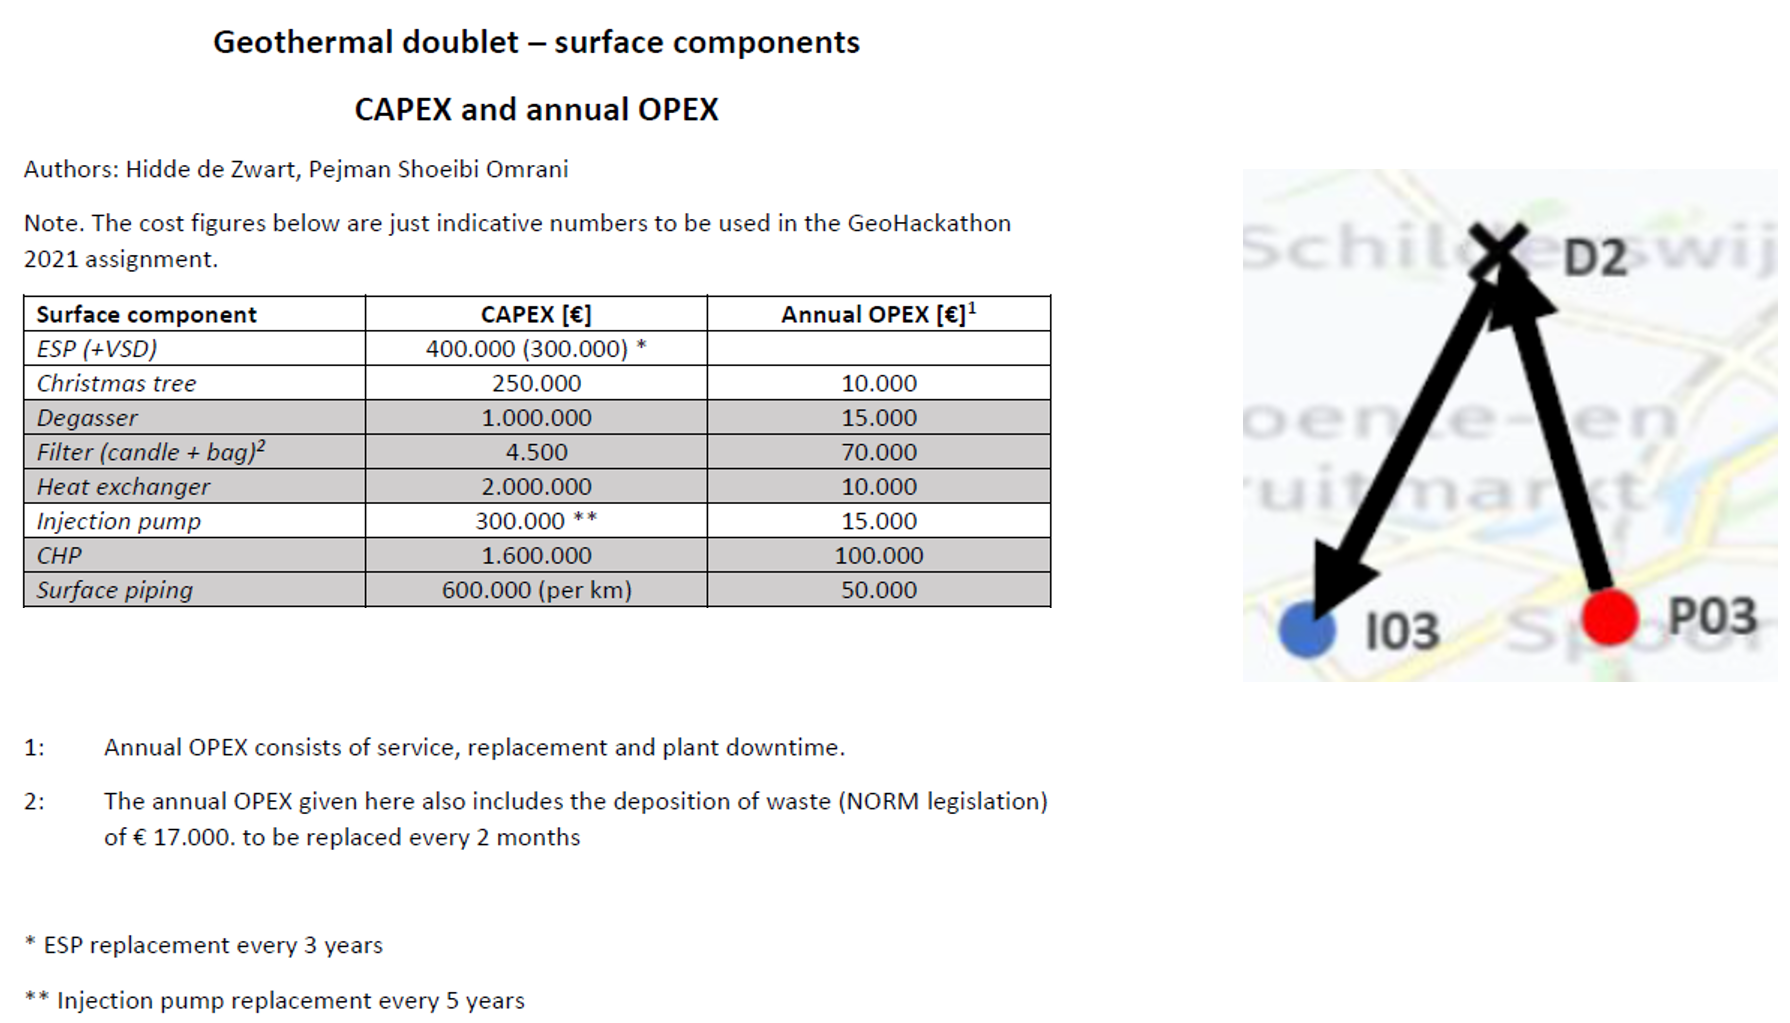 Geothermal doublet – surface components
CAPEX and annual OPEX
Authors: Hidde de Zwart, Pejman Shoeibi Omrani
Note. The cost figures below are just indicative numbers to be used in the GeoHackathon
2021 assignment.
Surface component CAPEX [€] Annual OPEX [€]1
ESP (+VSD) 400.000 (300.000) *
Christmas tree 250.000 10.000
Degasser 1.000.000 15.000
Filter (candle + bag)2 4.500 70.000
Heat exchanger 2.000.000 10.000
Injection pump 300.000 ** 15.000
CHP 1.600.000 100.000
Surface piping 600.000 (per km) 50.000
1: Annual OPEX consists of service, replacement and plant downtime.
2: The annual OPEX given here also includes the deposition of waste (NORM legislation)
of € 17.000. to be replaced every 2 months
* ESP replacement every 3 years
** Injection pump replacement every 5 years
D2
I03
P03